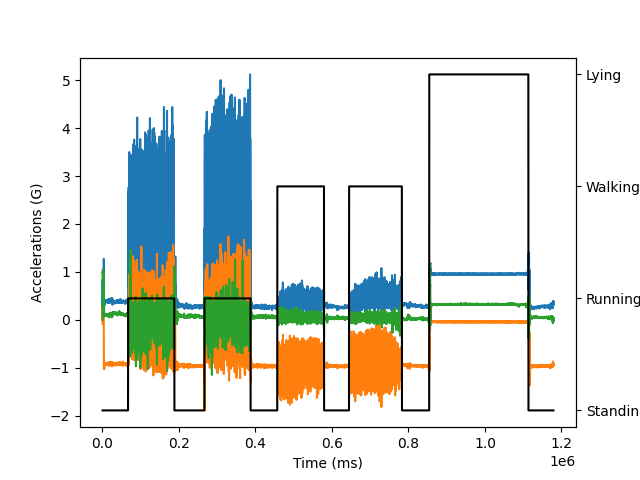 Lying
Walking
Running
Standin
5
4
3
2
1
0
−1
−2
Accelerations (G)
0.0 0.2 0.4 0.6 0.8 1.0 1.2
1e6
Time (ms)